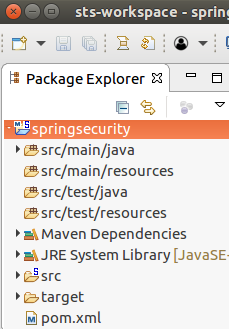 sts-workspace - spring
Package Explorer
springsecurity
src/main/java
src/main/resources
src/test/java
src/test/resources
Maven Dependencies
JRE System Library [JavaSE-
src
target
pom.xml